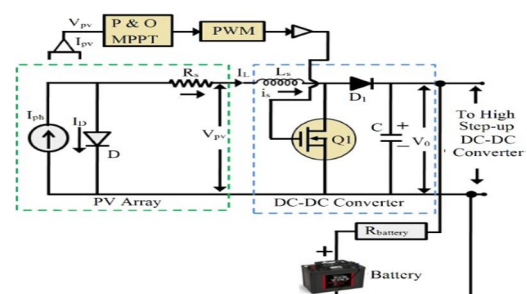 Vpv
Ipv
P & O
MPPT
PWM
Rs
IL
Ls
is
D1
Iph
ID
D
Vpv
Q1
C
+
−
V0
To High
Step-up
DC-DC
Converter
PV Array
DC-DC Converter
Rbattery
+
Battery